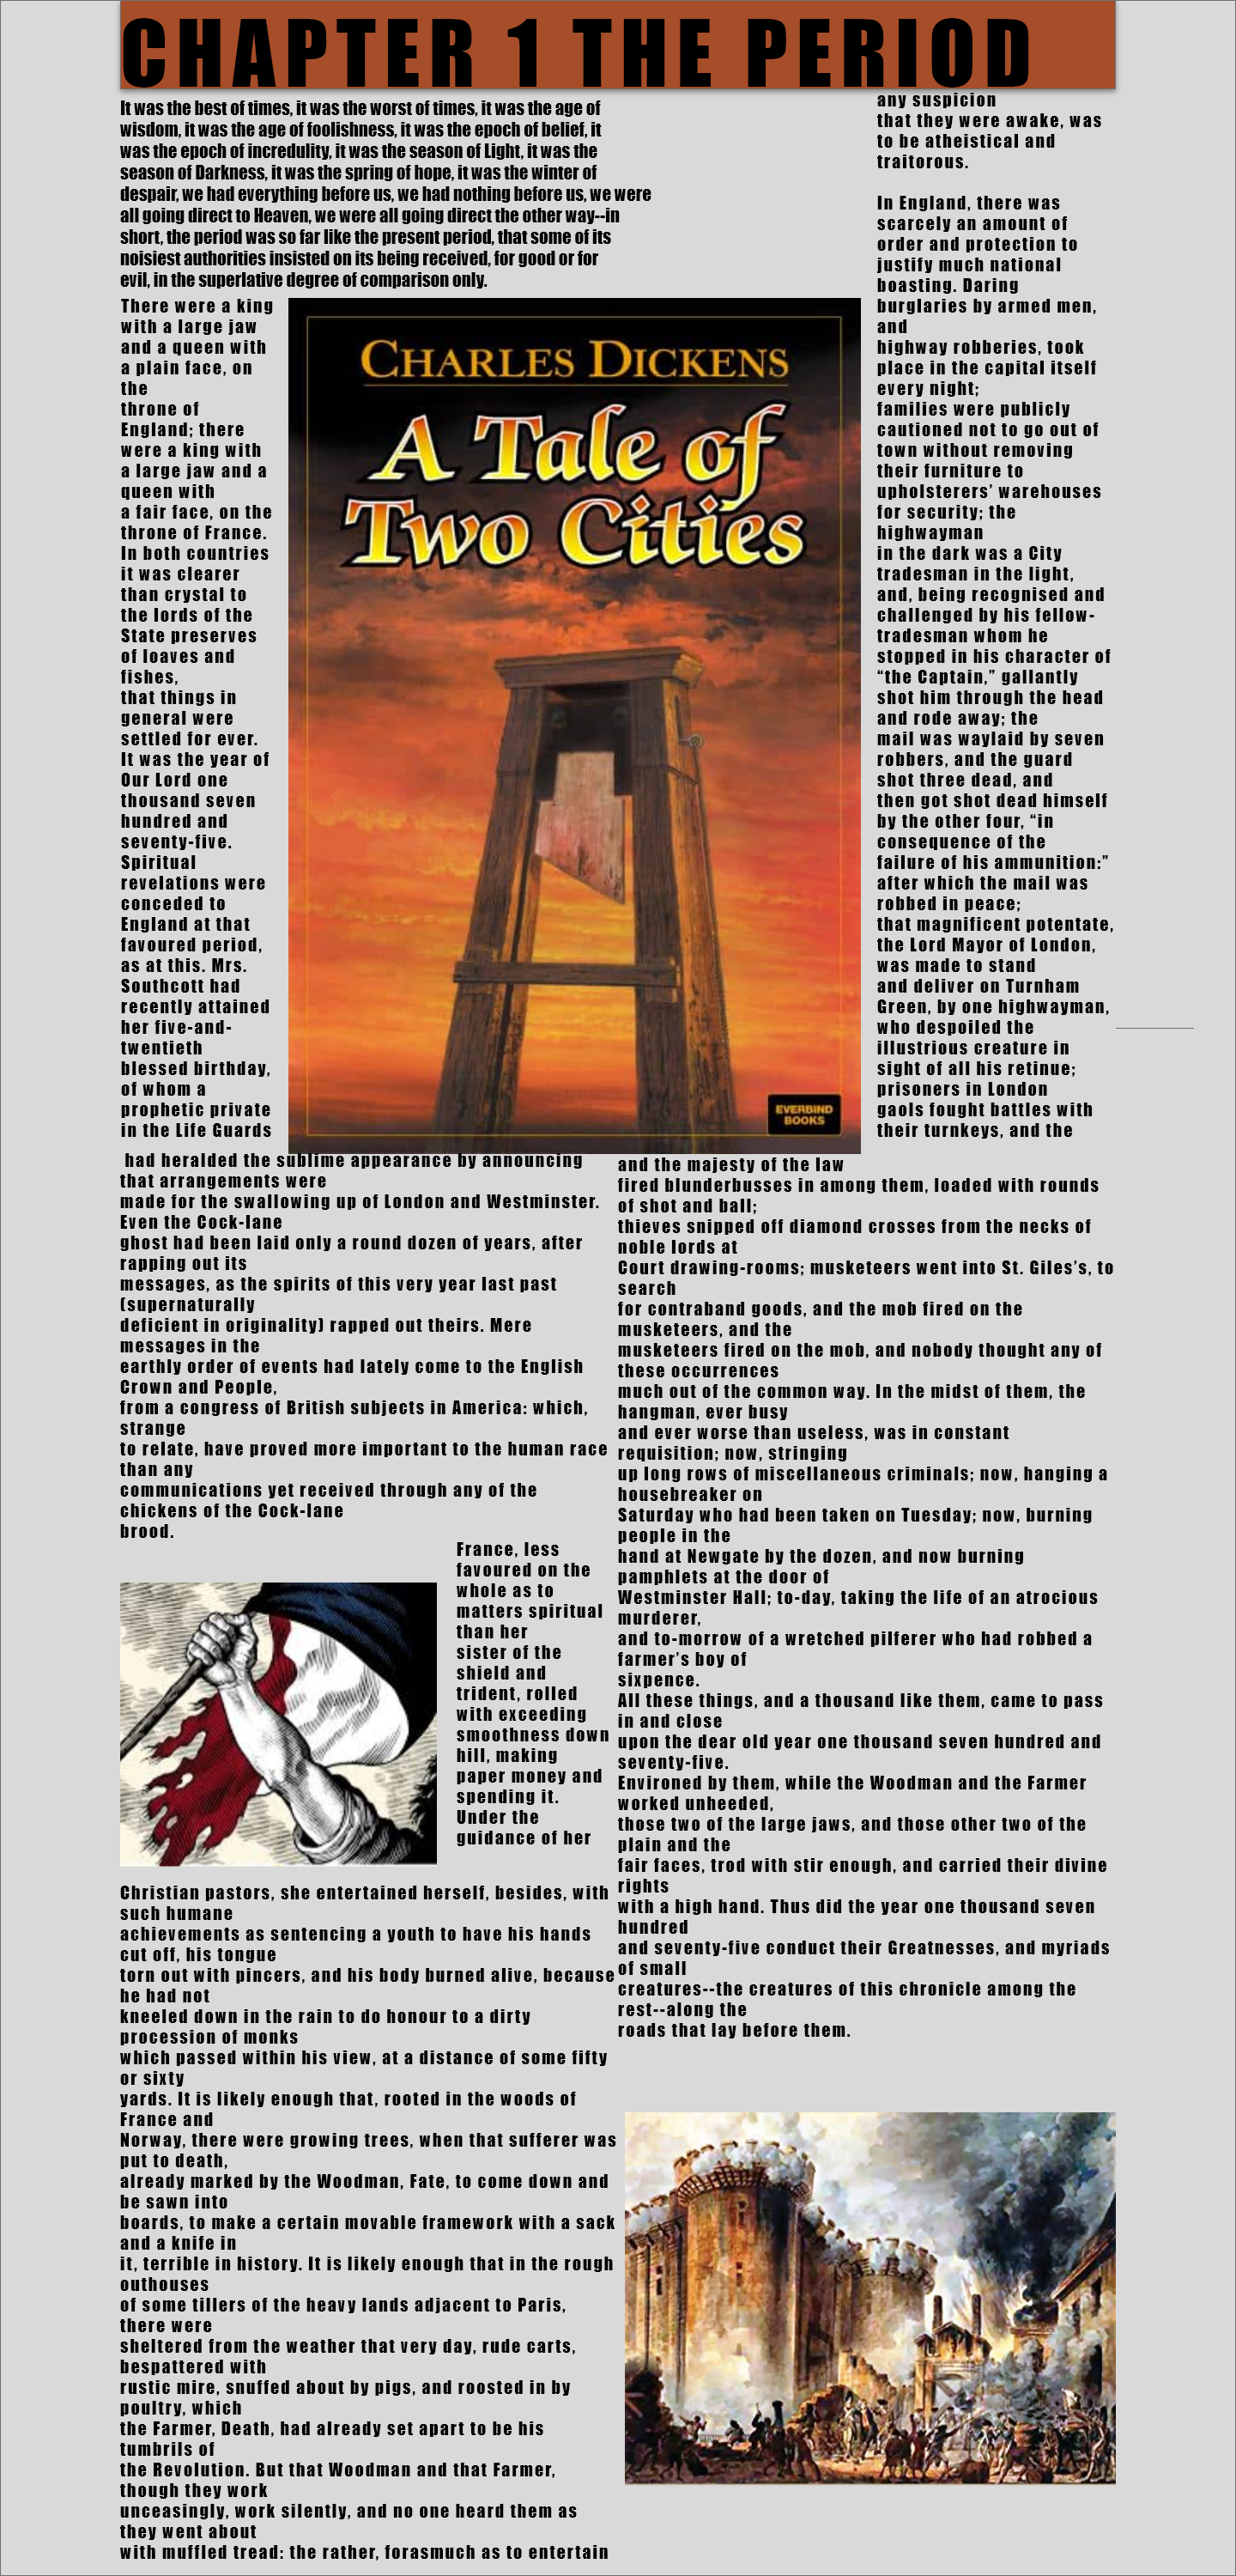 CHAPTER 1 THE PERIOD
It was the best of times, it was the worst of times, it was the age of
wisdom, it was the age of foolishness, it was the epoch of belief, it
was the epoch of incredulity, it was the season of Light, it was the
season of Darkness, it was the spring of hope, it was the winter of
despair, we had everything before us, we had nothing before us, we were
all going direct to Heaven, we were all going direct the other way--in
short, the period was so far like the present period, that some of its
noisiest authorities insisted on its being received, for good or for
evil, in the superlative degree of comparison only.
There were a king
with a large jaw
and a queen with
a plain face, on
the
throne of
England; there
were a king with
a large jaw and a
queen with
a fair face, on the
throne of France.
In both countries
it was clearer
than crystal to
the lords of the
State preserves
of loaves and
fishes,
that things in
general were
settled for ever.
It was the year of
Our Lord one
thousand seven
hundred and
seventy-five.
Spiritual
revelations were
conceded to
England at that
favoured period,
as at this. Mrs.
Southcott had
recently attained
her five-and-
twentieth
blessed birthday,
of whom a
prophetic private
in the Life Guards
CHARLES DICKENS
A Tale of
Two Cities
EVERBIND
BOOKS
had heralded the sublime appearance by announcing
that arrangements were
made for the swallowing up of London and Westminster.
Even the Cock-lane
ghost had been laid only a round dozen of years, after
rapping out its
messages, as the spirits of this very year last past
(supernaturally
deficient in originality) rapped out theirs. Mere
messages in the
earthly order of events had lately come to the English
Crown and People,
from a congress of British subjects in America: which,
strange
to relate, have proved more important to the human race
than any
communications yet received through any of the
chickens of the Cock-lane
brood.
France, less
favoured on the
whole as to
matters spiritual
than her
sister of the
shield and
trident, rolled
with exceeding
smoothness down
hill, making
paper money and
spending it.
Under the
guidance of her
Christian pastors, she entertained herself, besides, with
such humane
achievements as sentencing a youth to have his hands
cut off, his tongue
torn out with pincers, and his body burned alive, because
he had not
kneeled down in the rain to do honour to a dirty
procession of monks
which passed within his view, at a distance of some fifty
or sixty
yards. It is likely enough that, rooted in the woods of
France and
Norway, there were growing trees, when that sufferer was
put to death,
already marked by the Woodman, Fate, to come down and
be sawn into
boards, to make a certain movable framework with a sack
and a knife in
it, terrible in history. It is likely enough that in the rough
outhouses
of some tillers of the heavy lands adjacent to Paris,
there were
sheltered from the weather that very day, rude carts,
bespattered with
rustic mire, snuffed about by pigs, and roosted in by
poultry, which
the Farmer, Death, had already set apart to be his
tumbrils of
the Revolution. But that Woodman and that Farmer,
though they work
unceasingly, work silently, and no one heard them as
they went about
with muffled tread: the rather, forasmuch as to entertain
any suspicion
that they were awake, was
to be atheistical and
traitorous.
In England, there was
scarcely an amount of
order and protection to
justify much national
boasting. Daring
burglaries by armed men,
and
highway robberies, took
place in the capital itself
every night;
families were publicly
cautioned not to go out of
town without removing
their furniture to
upholsterers’ warehouses
for security; the
highwayman
in the dark was a City
tradesman in the light,
and, being recognised and
challenged by his fellow-
tradesman whom he
stopped in his character of
“the Captain,” gallantly
shot him through the head
and rode away; the
mail was waylaid by seven
robbers, and the guard
shot three dead, and
then got shot dead himself
by the other four, “in
consequence of the
failure of his ammunition:”
after which the mail was
robbed in peace;
that magnificent potentate,
the Lord Mayor of London,
was made to stand
and deliver on Turnham
Green, by one highwayman,
who despoiled the
illustrious creature in
sight of all his retinue;
prisoners in London
gaols fought battles with
their turnkeys, and the
and the majesty of the law
fired blunderbusses in among them, loaded with rounds
of shot and ball;
thieves snipped off diamond crosses from the necks of
noble lords at
Court drawing-rooms; musketeers went into St. Giles’s, to
search
for contraband goods, and the mob fired on the
musketeers, and the
musketeers fired on the mob, and nobody thought any of
these occurrences
much out of the common way. In the midst of them, the
hangman, ever busy
and ever worse than useless, was in constant
requisition; now, stringing
up long rows of miscellaneous criminals; now, hanging a
housebreaker on
Saturday who had been taken on Tuesday; now, burning
people in the
hand at Newgate by the dozen, and now burning
pamphlets at the door of
Westminster Hall; to-day, taking the life of an atrocious
murderer,
and to-morrow of a wretched pilferer who had robbed a
farmer’s boy of
sixpence.
All these things, and a thousand like them, came to pass
in and close
upon the dear old year one thousand seven hundred and
seventy-five.
Environed by them, while the Woodman and the Farmer
worked unheeded,
those two of the large jaws, and those other two of the
plain and the
fair faces, trod with stir enough, and carried their divine
rights
with a high hand. Thus did the year one thousand seven
hundred
and seventy-five conduct their Greatnesses, and myriads
of small
creatures--the creatures of this chronicle among the
rest--along the
roads that lay before them.